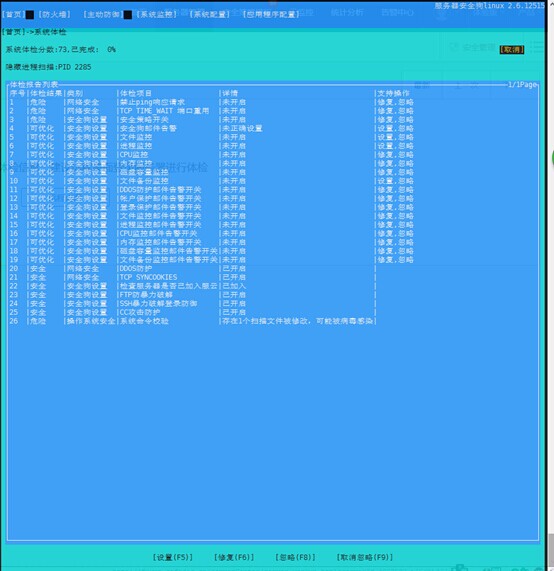 服务器安全狗linux 2.6.12515
[首页] [防火墙] [主动防御] [系统监控] [系统配置] [应用程序配置]
[首页]->系统体检
系统体检分数:73,已完成: 0%
[取消]
隐藏进程扫描:PID 2285
体检报告列表 1/1Page
序号|体检结果|类别 |体检项目 |详情 |支持操作
1 |危险 |网络安全 |禁止ping响应请求 |未开启 |修复,忽略
2 |危险 |网络安全 |TCP TIME_WAIT 端口重用 |未开启 |修复,忽略
3 |危险 |安全狗设置 |安全策略开关 |未开启 |修复,忽略
4 |可优化 |安全狗设置 |安全狗邮件告警 |未正确设置 |设置,忽略
5 |可优化 |安全狗设置 |文件监控 |未开启 |设置,忽略
6 |可优化 |安全狗设置 |进程监控 |未开启 |设置,忽略
7 |可优化 |安全狗设置 |CPU监控 |未开启 |修复,忽略
8 |可优化 |安全狗设置 |内存监控 |未开启 |修复,忽略
9 |可优化 |安全狗设置 |磁盘容量监控 |未开启 |修复,忽略
10 |可优化 |安全狗设置 |文件备份监控 |未开启 |设置,忽略
11 |可优化 |安全狗设置 |DDOS防护邮件告警开关 |未开启 |修复,忽略
12 |可优化 |安全狗设置 |帐户保护邮件告警开关 |未开启 |修复,忽略
13 |可优化 |安全狗设置 |登录保护邮件告警开关 |未开启 |修复,忽略
14 |可优化 |安全狗设置 |文件监控邮件告警开关 |未开启 |修复,忽略
15 |可优化 |安全狗设置 |进程监控邮件告警开关 |未开启 |修复,忽略
16 |可优化 |安全狗设置 |CPU监控邮件告警开关 |未开启 |修复,忽略
17 |可优化 |安全狗设置 |内存监控邮件告警开关 |未开启 |修复,忽略
18 |可优化 |安全狗设置 |磁盘容量监控邮件告警开关|未开启 |修复,忽略
19 |可优化 |安全狗设置 |文件备份监控邮件告警开关|未开启 |修复,忽略
20 |安全 |网络安全 |DDOS防护 |已开启 |
21 |安全 |网络安全 |TCP SYNCOOKIES |已开启 |
22 |安全 |安全狗设置 |检查服务器是否已加入服云|已加入 |
23 |安全 |安全狗设置 |FTP防暴力破解 |已开启 |
24 |安全 |安全狗设置 |SSH暴力破解登录防御 |已开启 |
25 |安全 |安全狗设置 |CC攻击防护 |已开启 |
26 |危险 |操作系统安全|系统命令校验 |存在1个扫描文件被修改，可能被病毒感染|
[设置(F5)] [修复(F6)] [忽略(F8)] [取消忽略(F9)]